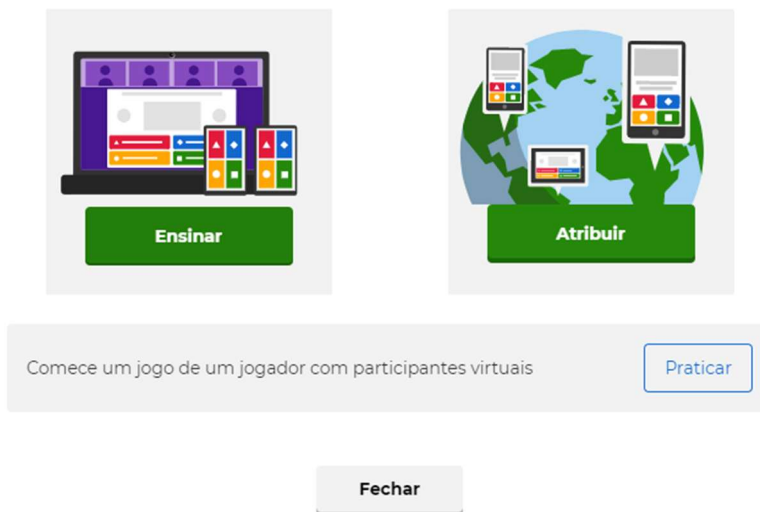 Ensinar
Atribuir
Comece um jogo de um jogador com participantes virtuais
Praticar
Fechar